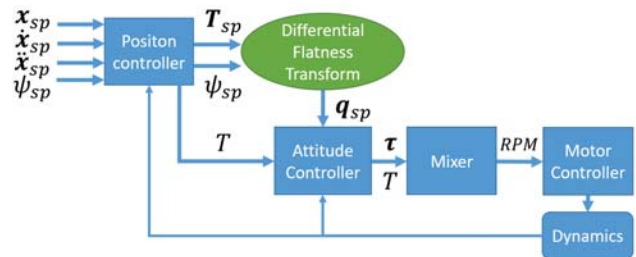 𝒙_sp
𝒙̇_sp
𝒙̈_sp
ψ_sp
Positon
controller
𝑻_sp
ψ_sp
Differential
Flatness
Transform
𝒒_sp
T
Attitude
Controller
𝝉
T
Mixer
RPM
Motor
Controller
Dynamics